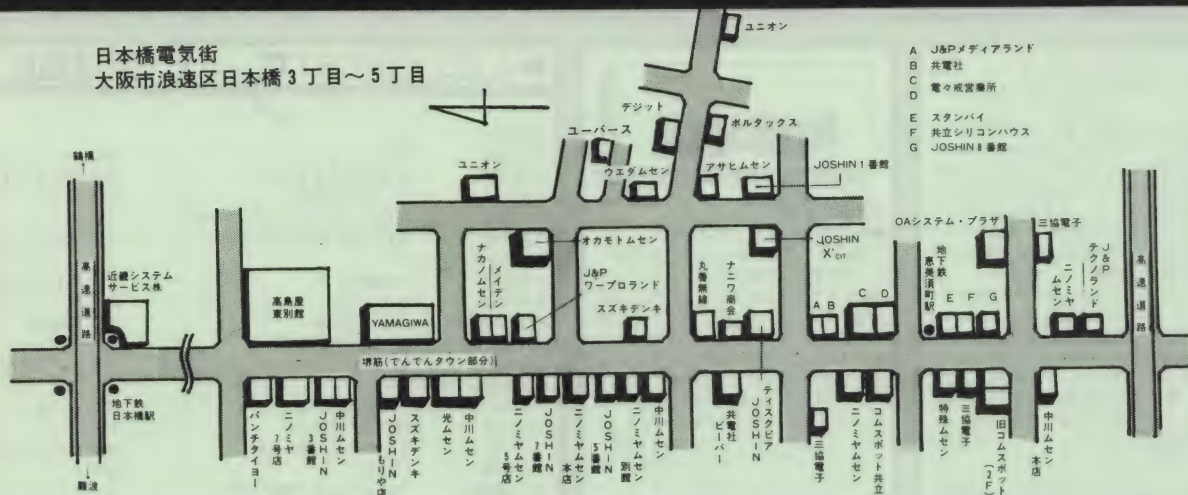 日本橋電気街
大阪市浪速区日本橋3丁目～5丁目
A J&Pメディアランド
B 共電社
C
D 電々戒営業所
E スタンバイ
F 共立シリコンハウス
G JOSHIN 8番館
ユニオン
デジット
ボルタックス
ユーバース
ウエダムセン
アサヒムセン
JOSHIN 1番館
ユニオン
鶴橋
↑
高速道路
近畿システム
サービス株
高島屋
東別館
YAMAGIWA
ナカノムセン
メイデン
オカモトムセン
J&P
ワープロランド
スズキデンキ
丸善無線
ナニワ商会
JOSHIN
X'CIT
A B
C D
OAシステム・プラザ
地下鉄
恵美須町駅
E F G
三協電子
ニノミヤ
ムセン
J&P
テクノランド
高速道路
堺筋(でんでんタウン部分)
地下鉄
日本橋駅
↓
難波
パンチタイヨー
ニノミヤ
7号店
JOSHIN
3番館
中川ムセン
JOSHIN
もりや店
スズキデンキ
光ムセン
中川ムセン
ニノミヤムセン
5号店
JOSHIN
7番館
ニノミヤムセン
本店
JOSHIN
5番館
ニノミヤムセン
別館
中川ムセン
共電社
ビーバー
ディスクピア
JOSHIN
三協電子
ニノミヤムセン
コムスポット共立
特殊ムセン
三協電子
旧コムスポット
(2F)
中川ムセン
本店